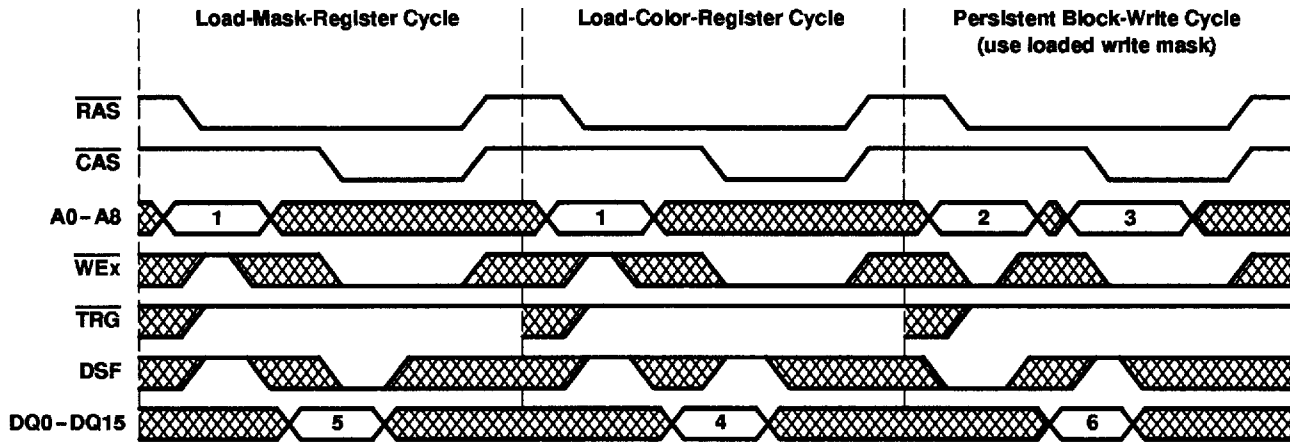 Load-Mask-Register Cycle
Load-Color-Register Cycle
Persistent Block-Write Cycle
(use loaded write mask)
RAS
CAS
A0–A8
1
1
2
3
WEx
TRG
DSF
DQ0–DQ15
5
4
6